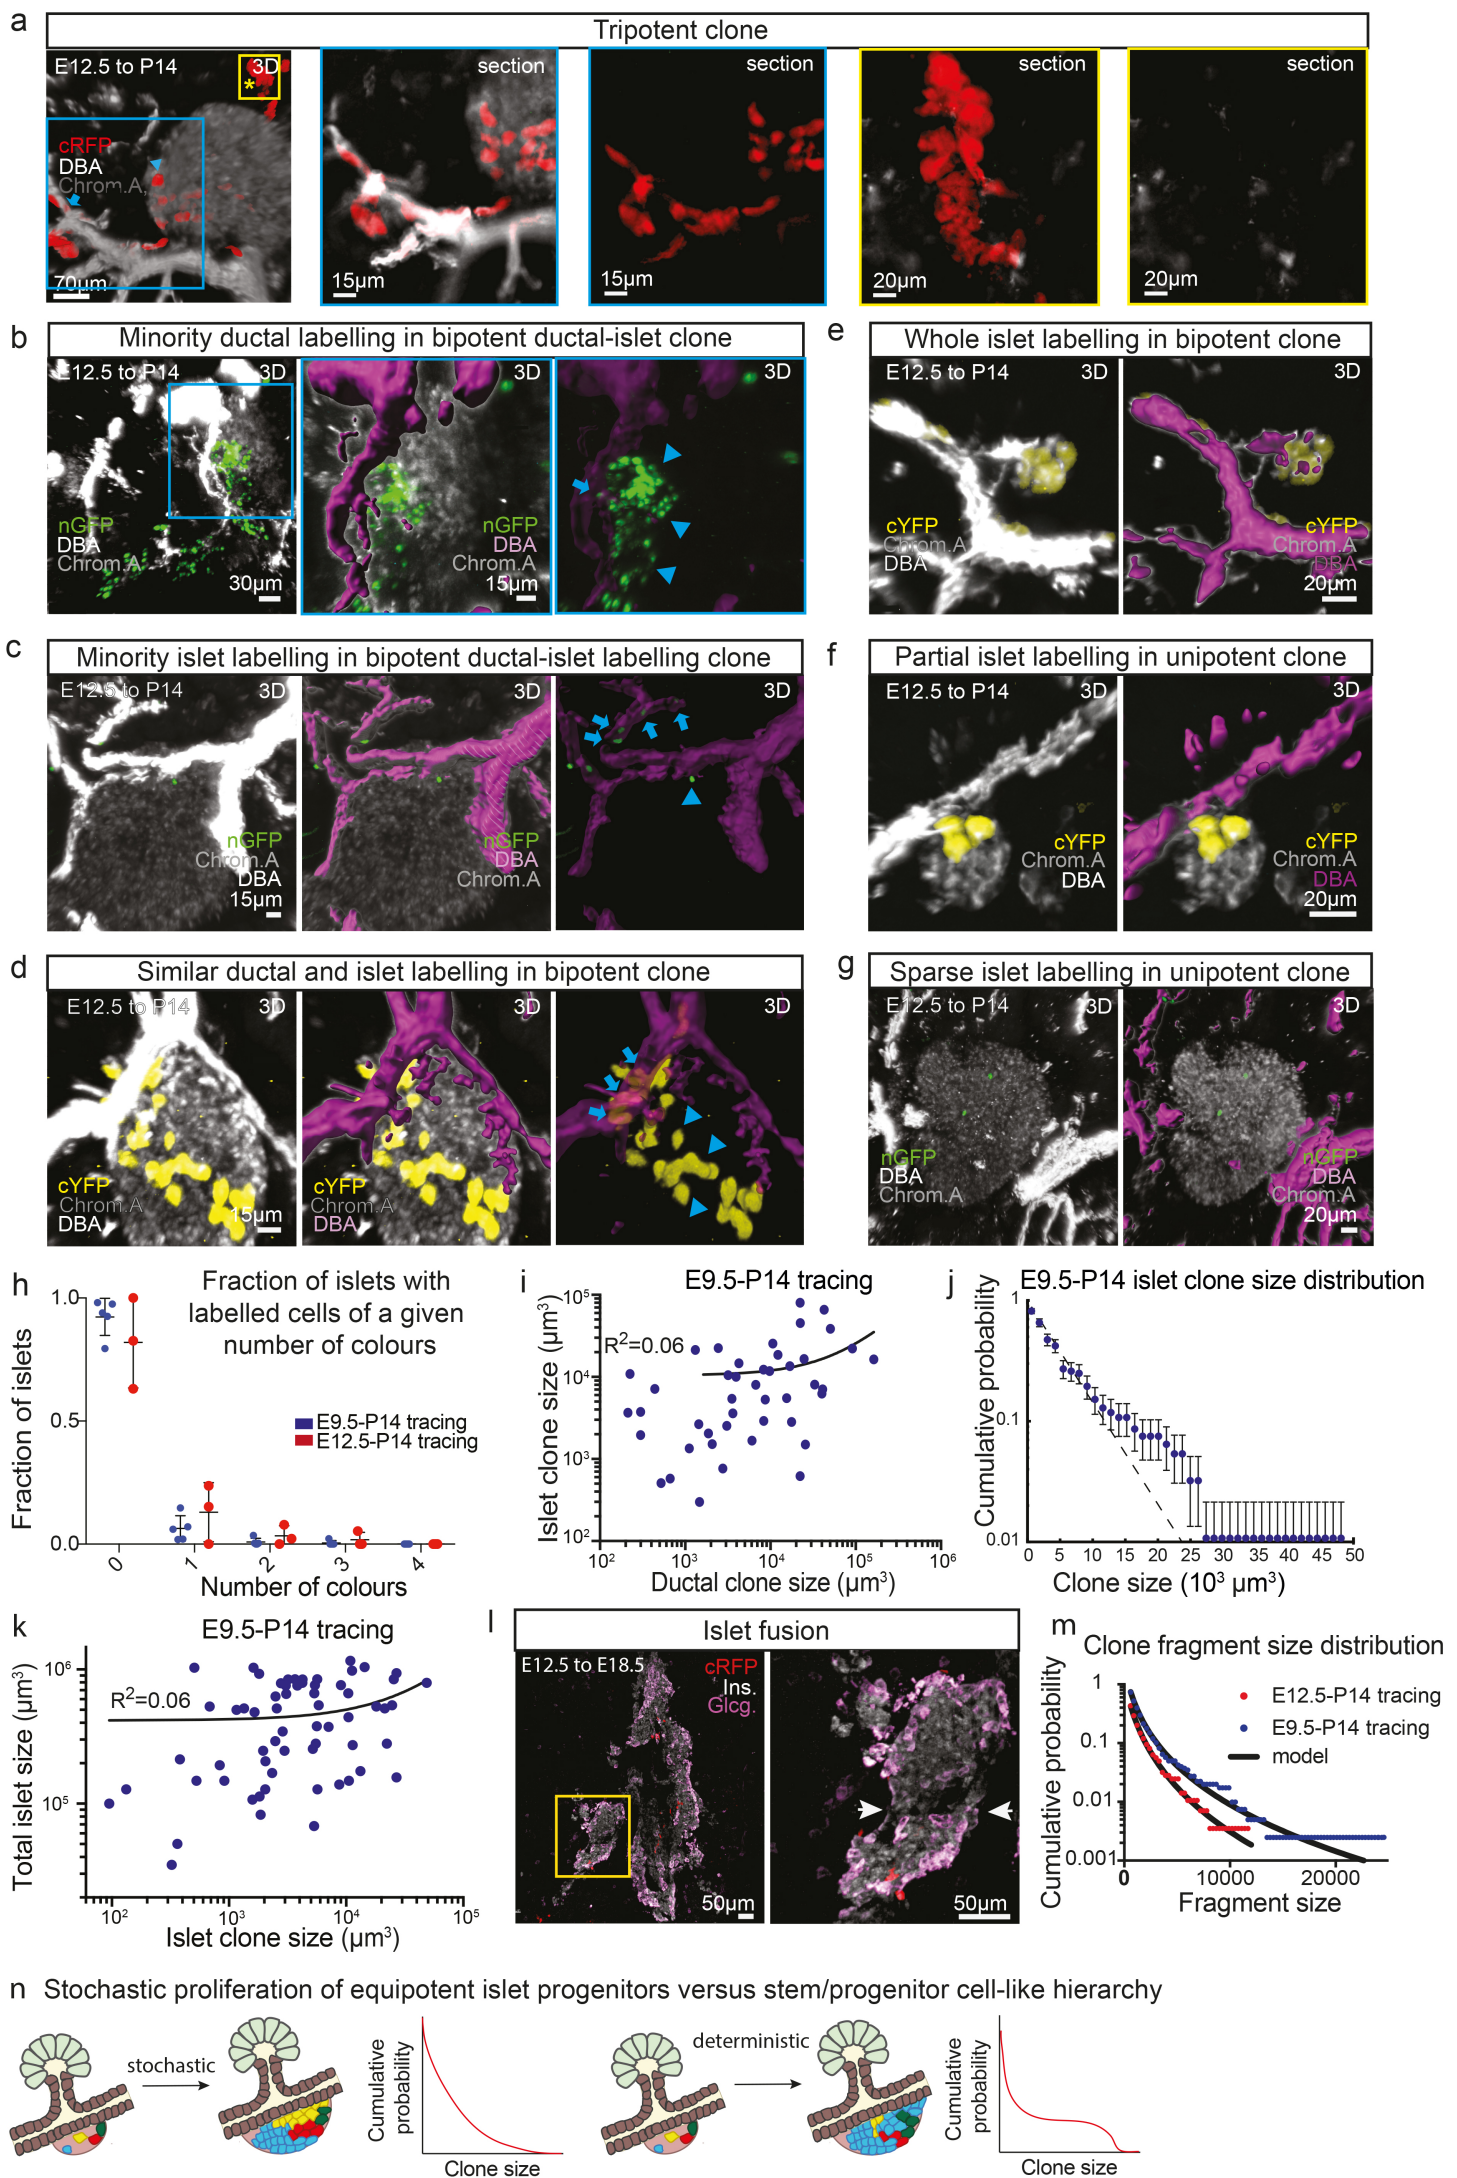 a
Tripotent clone
E12.5 to P14
3D
*
cRFP
DBA
Chrom.A
70µm
section
15µm
section
15µm
section
20µm
section
20µm
b
Minority ductal labelling in bipotent ductal-islet clone
E12.5 to P14
3D
nGFP
DBA
Chrom.A
30µm
3D
nGFP
DBA
Chrom.A
15µm
3D
e
Whole islet labelling in bipotent clone
E12.5 to P14
3D
cYFP
Chrom.A
DBA
3D
cYFP
Chrom.A
DBA
20µm
c
Minority islet labelling in bipotent ductal-islet labelling clone
E12.5 to P14
3D
nGFP
Chrom.A
DBA
15µm
3D
nGFP
DBA
Chrom.A
3D
f
Partial islet labelling in unipotent clone
E12.5 to P14
3D
cYFP
Chrom.A
DBA
3D
cYFP
Chrom.A
DBA
20µm
d
Similar ductal and islet labelling in bipotent clone
E12.5 to P14
3D
cYFP
Chrom.A
DBA
15µm
3D
cYFP
Chrom.A
DBA
3D
g
Sparse islet labelling in unipotent clone
E12.5 to P14
3D
nGFP
DBA
Chrom.A
3D
nGFP
DBA
Chrom.A
20µm
h
Fraction of islets with
labelled cells of a given
number of colours
Fraction of islets
1.0
0.5
0.0
E9.5-P14 tracing
E12.5-P14 tracing
0 1 2 3 4
Number of colours
i
E9.5-P14 tracing
Islet clone size (µm³)
10⁵
10⁴
10³
10²
R²=0.06
10² 10³ 10⁴ 10⁵ 10⁶
Ductal clone size (µm³)
j
E9.5-P14 islet clone size distribution
Cumulative probability
1
0.1
0.01
0 5 10 15 20 25 30 35 40 45 50
Clone size (10³ µm³)
k
E9.5-P14 tracing
Total islet size (µm³)
10⁶
10⁵
R²=0.06
10² 10³ 10⁴ 10⁵
Islet clone size (µm³)
l
Islet fusion
E12.5 to E18.5
cRFP
Ins.
Glcg.
50µm
50µm
m
Clone fragment size distribution
Cumulative probability
1
0.1
0.01
0.001
E12.5-P14 tracing
E9.5-P14 tracing
model
0 10000 20000
Fragment size
n
Stochastic proliferation of equipotent islet progenitors versus stem/progenitor cell-like hierarchy
stochastic
Cumulative
probability
Clone size
deterministic
Cumulative
probability
Clone size